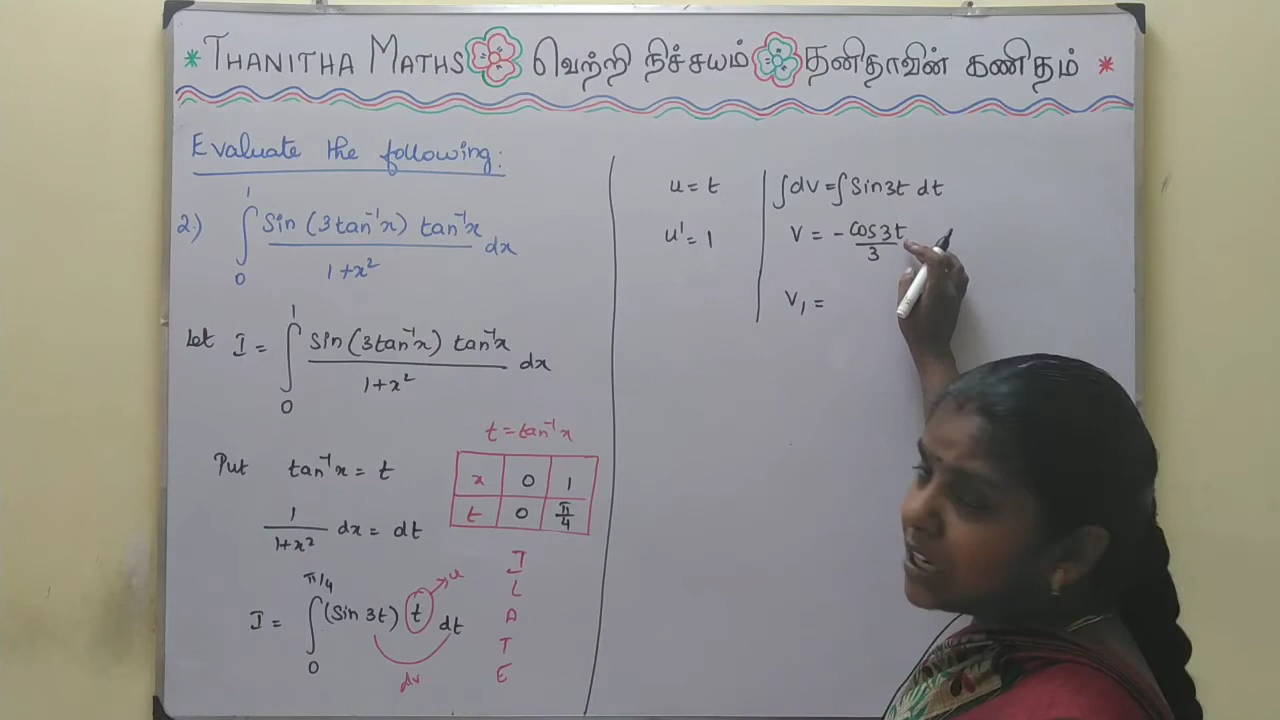 * THANITHA MATHS வெற்றி நிச்சயம் தனிதாவின் கணிதம் *
Evaluate the following:
2.) ∫₀¹ Sin (3tan⁻¹x) tan⁻¹x / 1+x² dx
Let I = ∫₀¹ Sin (3tan⁻¹x) tan⁻¹x / 1+x² dx
t = tan⁻¹x
Put tan⁻¹x = t
x 0 1
t 0 π/4
1/1+x² dx = dt
I = ∫₀^π/4 (Sin 3t) t dt
u
dv
I
L
A
T
E
u = t
∫dv = ∫Sin3t dt
u' = 1
v = - cos3t/3
v₁ =